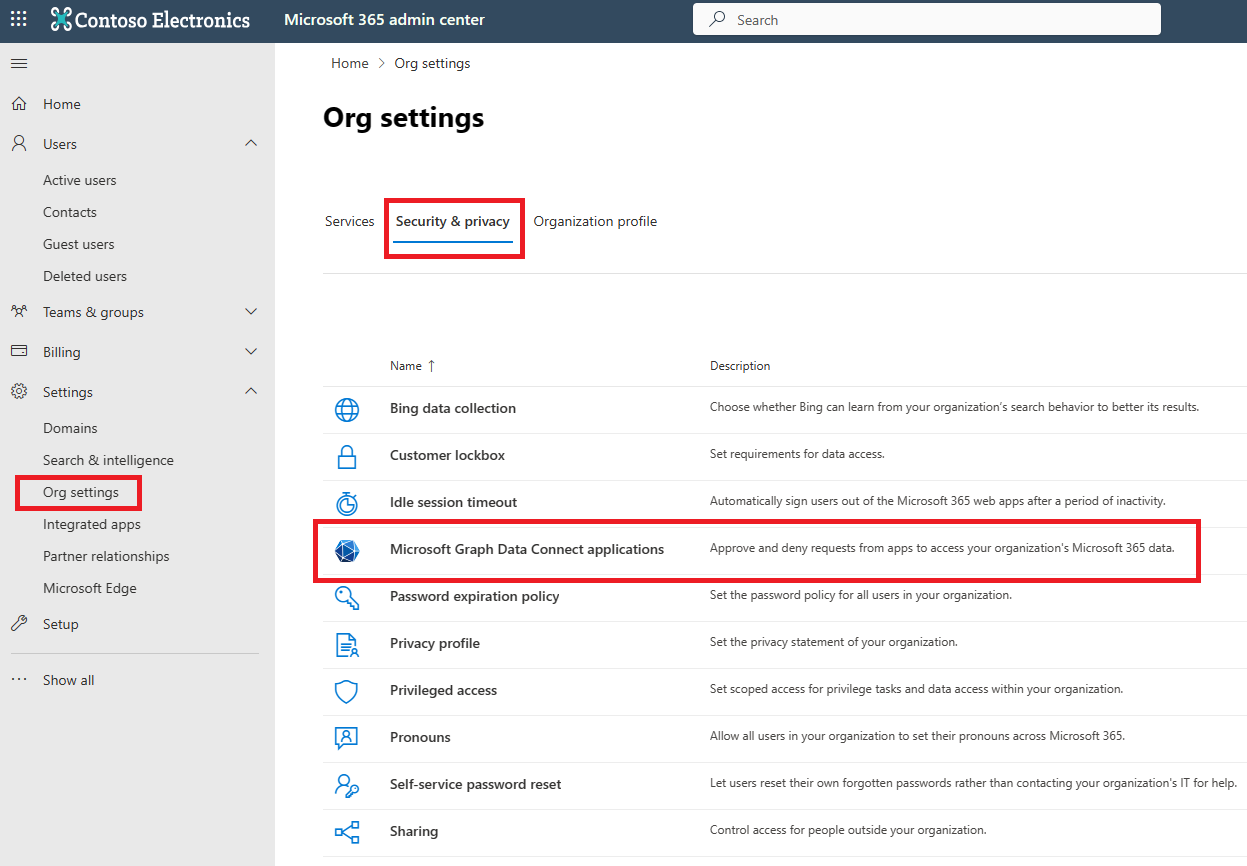 Contoso Electronics
Microsoft 365 admin center
Search
Home
Users
Active users
Contacts
Guest users
Deleted users
Teams & groups
Billing
Settings
Domains
Search & intelligence
Org settings
Integrated apps
Partner relationships
Microsoft Edge
Setup
Show all
Home > Org settings
Org settings
Services Security & privacy Organization profile
Name ↑ Description
Bing data collection Choose whether Bing can learn from your organization's search behavior to better its results.
Customer lockbox Set requirements for data access.
Idle session timeout Automatically sign users out of the Microsoft 365 web apps after a period of inactivity.
Microsoft Graph Data Connect applications Approve and deny requests from apps to access your organization's Microsoft 365 data.
Password expiration policy Set the password policy for all users in your organization.
Privacy profile Set the privacy statement of your organization.
Privileged access Set scoped access for privilege tasks and data access within your organization.
Pronouns Allow all users in your organization to set their pronouns across Microsoft 365.
Self-service password reset Let users reset their own forgotten passwords rather than contacting your organization's IT for help.
Sharing Control access for people outside your organization.